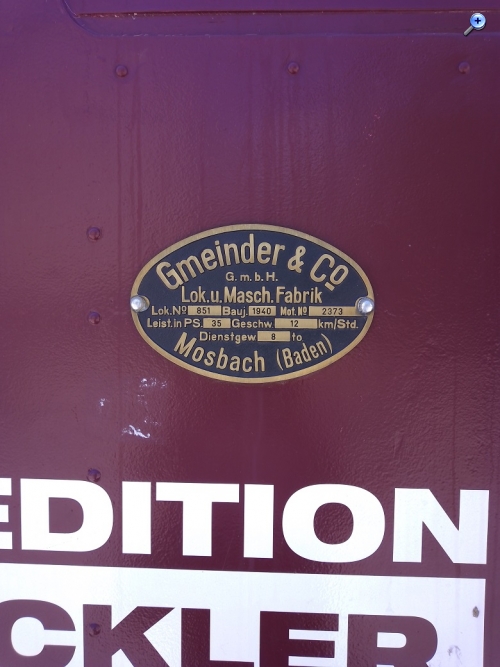 Gmeinder & Co
G.m.b.H.
Lok.u.Masch.Fabrik
Lok.No 851 Bauj. 1940 Mot.No 2373
Leist.in PS. 35 Geschw. 12 km/Std.
Dienstgew 8 to
Mosbach (Baden)
EDITION
CKLER